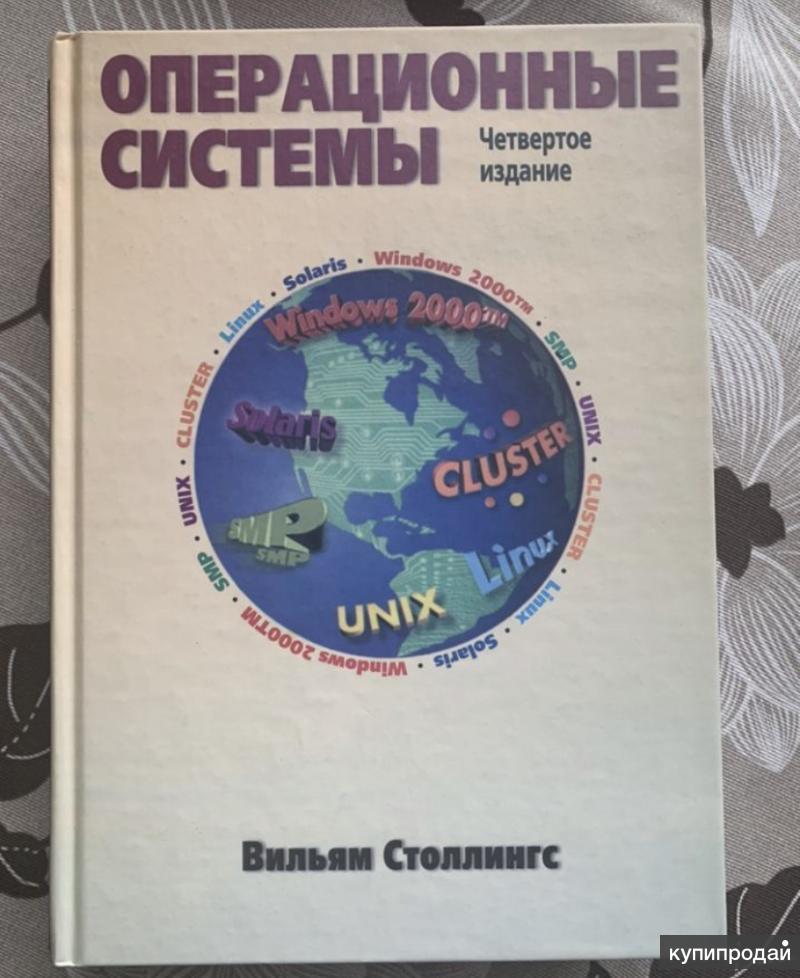 ОПЕРАЦИОННЫЕ
СИСТЕМЫ
Четвертое
издание
Windows 2000™ · SMP · UNIX · CLUSTER · Linux · Solaris · Windows 2000TM · SMP · UNIX · CLUSTER · Linux · Solaris ·
Windows 2000™
Solaris
CLUSTER
SMP
SMP
Linux
UNIX
Вильям Столлингс
купипродай